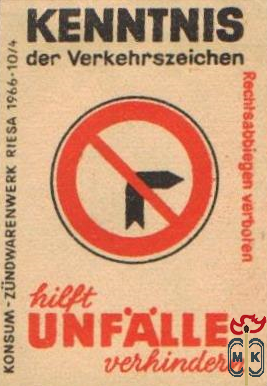 KENNTNIS
der Verkehrszeichen
KONSUM-ZÜNDWARENWERK RIESA 1966·10/4
Rechtsabbiegen verboten
hilft
UNFÄLLE
verhindern
MK